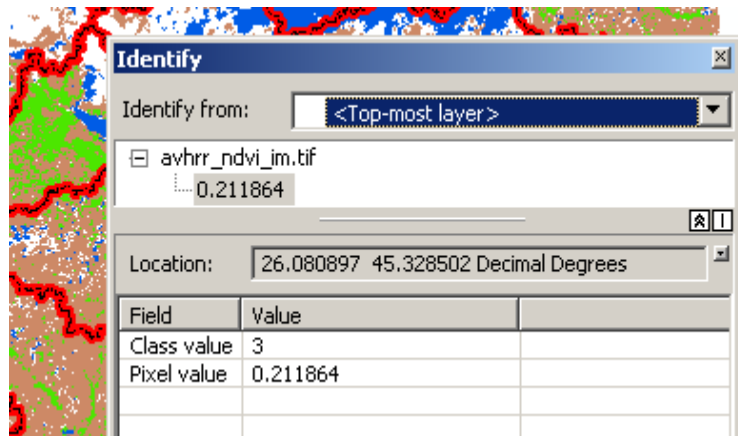 Identify
Identify from: <Top-most layer>
avhrr_ndvi_im.tif
0.211864
Location: 26.080897 45.328502 Decimal Degrees
Field Value
Class value 3
Pixel value 0.211864